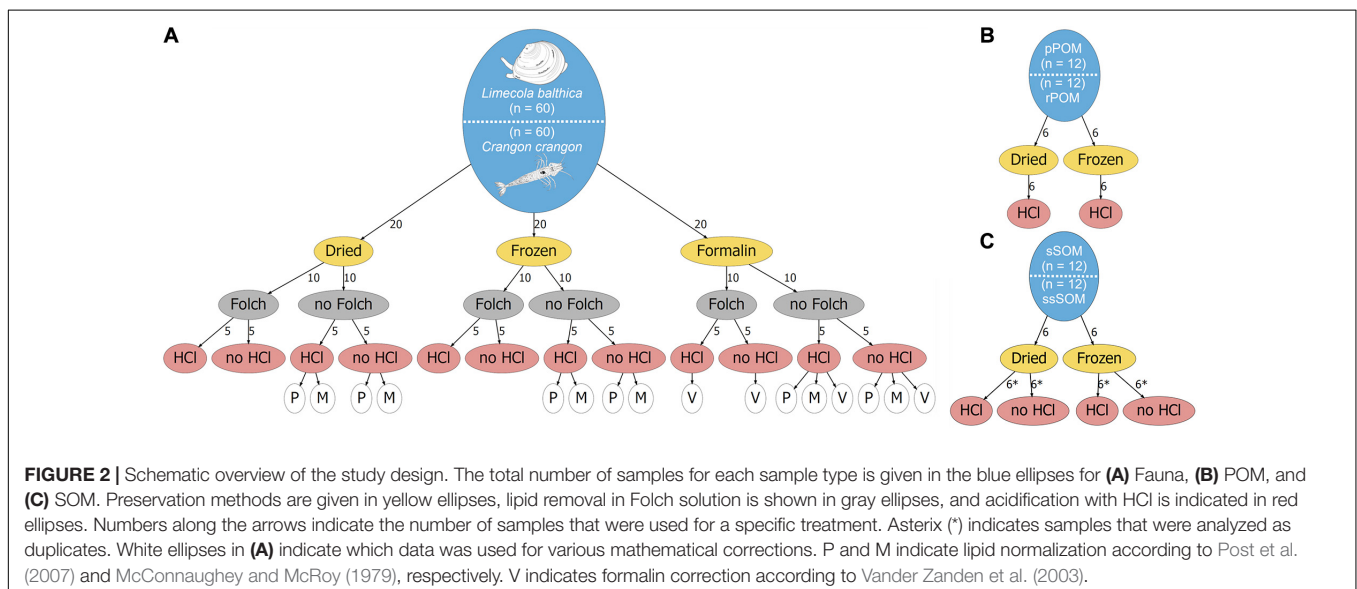 A
Limecola balthica
(n = 60)
(n = 60)
Crangon crangon
20
20
20
Dried
Frozen
Formalin
10
10
10
10
10
10
Folch
no Folch
Folch
no Folch
Folch
no Folch
5
5
5
5
5
5
5
5
5
5
5
5
HCl
no HCl
HCl
no HCl
HCl
no HCl
HCl
no HCl
HCl
no HCl
HCl
no HCl
P
M
P
M
P
M
P
M
V
V
P
M
V
P
M
V
B
pPOM
(n = 12)
(n = 12)
rPOM
6
6
Dried
Frozen
6
6
HCl
HCl
C
sSOM
(n = 12)
(n = 12)
ssSOM
6
6
Dried
Frozen
6*
6*
6*
6*
HCl
no HCl
HCl
no HCl
FIGURE 2 | Schematic overview of the study design. The total number of samples for each sample type is given in the blue ellipses for (A) Fauna, (B) POM, and
(C) SOM. Preservation methods are given in yellow ellipses, lipid removal in Folch solution is shown in gray ellipses, and acidification with HCl is indicated in red
ellipses. Numbers along the arrows indicate the number of samples that were used for a specific treatment. Asterix (*) indicates samples that were analyzed as
duplicates. White ellipses in (A) indicate which data was used for various mathematical corrections. P and M indicate lipid normalization according to Post et al.
(2007) and McConnaughey and McRoy (1979), respectively. V indicates formalin correction according to Vander Zanden et al. (2003).